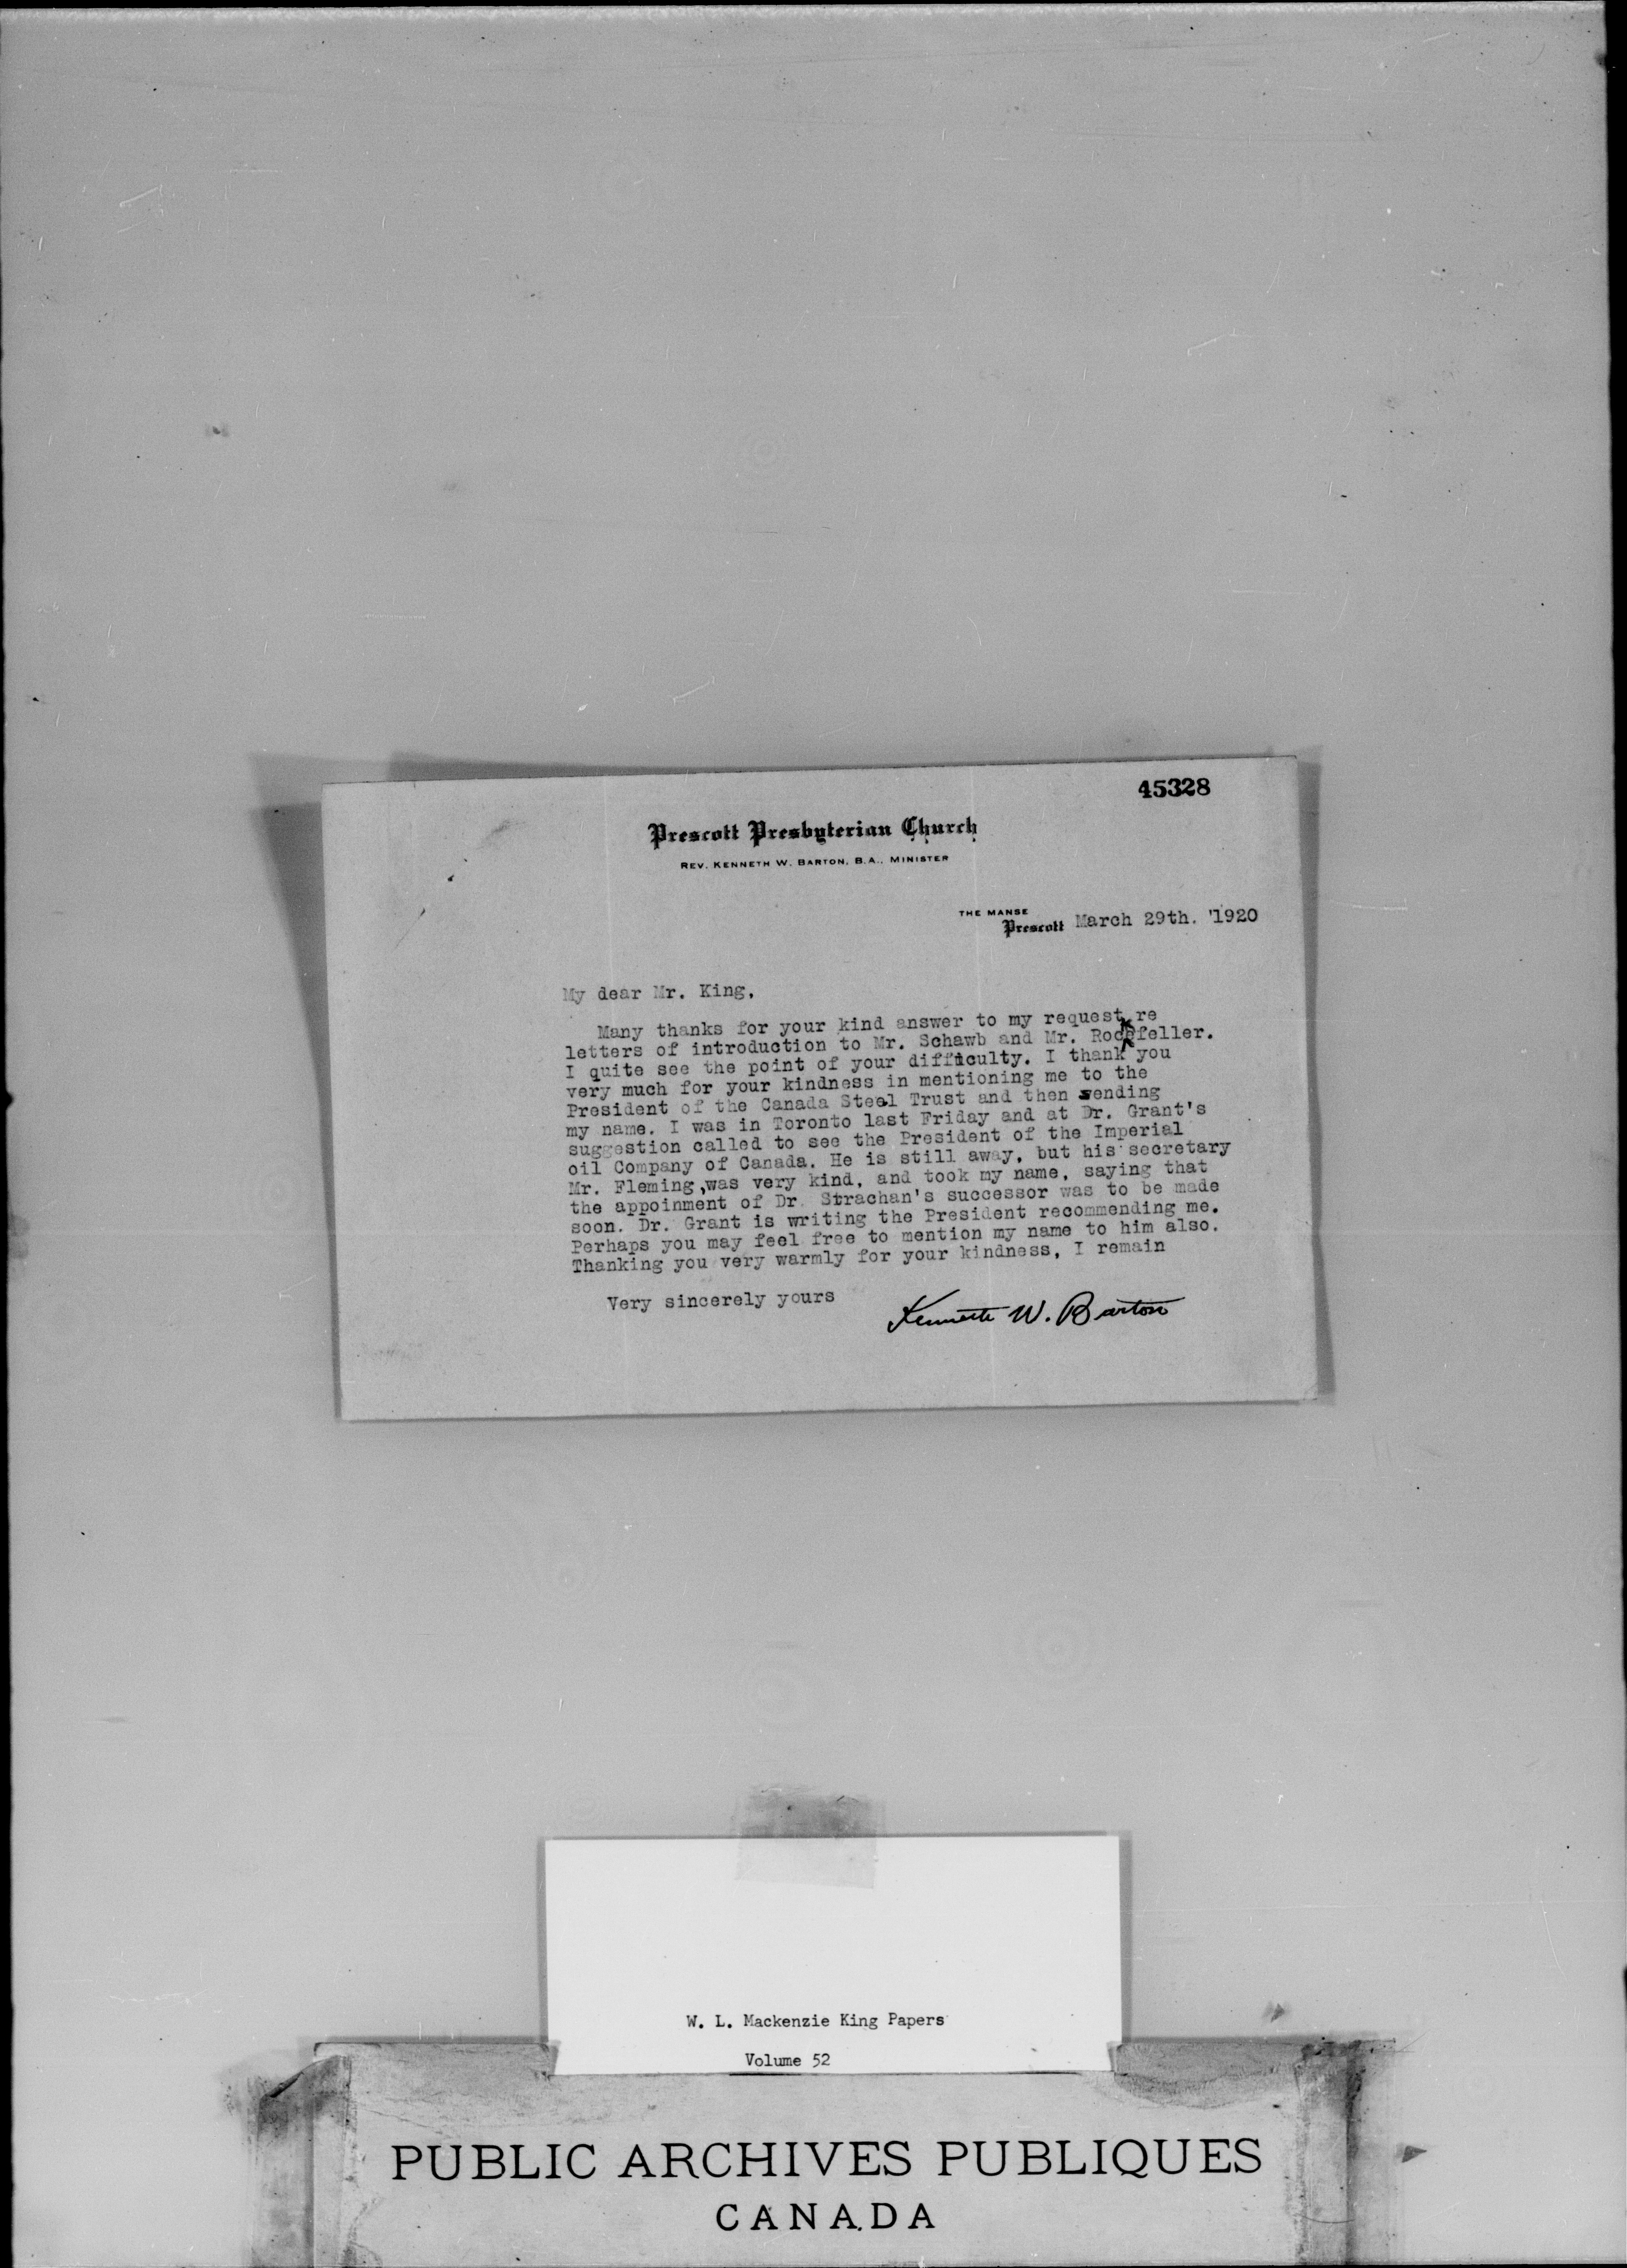 45328
Prescott Presbyterian Church
REV. KENNETH W. BARTON, B.A., MINISTER
THE MANSE
Prescott March 29th. '1920
My dear Mr. King,
Many thanks for your kind answer to my request re
letters of introduction to Mr. Schawb and Mr. Rockefeller.
I quite see the point of your difficulty. I thank you
very much for your kindness in mentioning me to the
President of the Canada Steel Trust and then sending
my name. I was in Toronto last Friday and at Dr. Grant's
suggestion called to see the President of the Imperial
oil Company of Canada. He is still away, but his secretary
Mr. Fleming, was very kind, and took my name, saying that
the appoinment of Dr. Strachan's successor was to be made
soon. Dr. Grant is writing the President recommending me.
Perhaps you may feel free to mention my name to him also.
Thanking you very warmly for your kindness, I remain
Very sincerely yours
Kenneth W. Barton
W. L. Mackenzie King Papers
Volume 52
PUBLIC ARCHIVES PUBLIQUES
CANADA